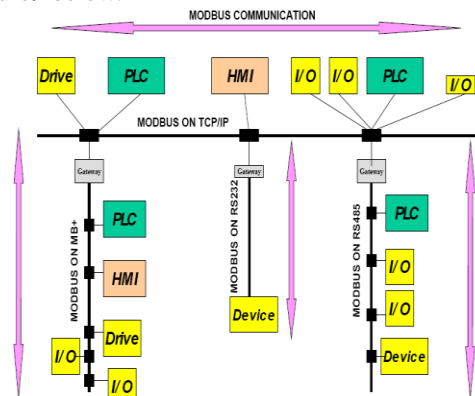 MODBUS COMMUNICATION
Drive
PLC
HMI
I/O
I/O
PLC
I/O
MODBUS ON TCP/IP
Gateway
Gateway
Gateway
MODBUS ON MB+
PLC
HMI
Drive
I/O
I/O
MODBUS ON RS232
Device
MODBUS ON RS485
PLC
I/O
I/O
Device